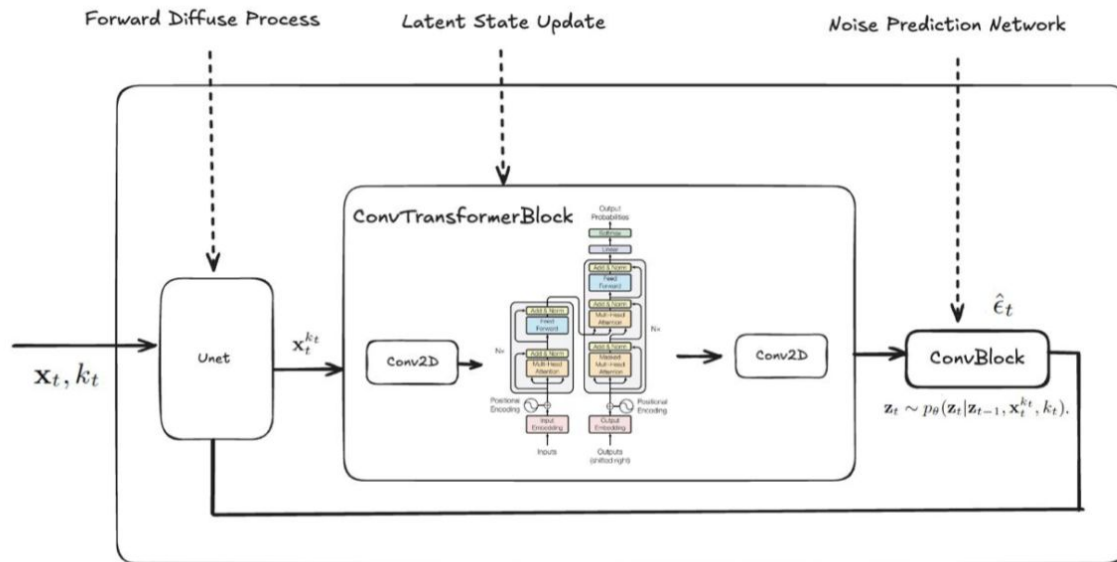 Forward Diffuse Process
Latent State Update
Noise Prediction Network
ConvTransformerBlock
Output
Probabilities
Softmax
Linear
Add & Norm
Feed
Forward
Add & Norm
Multi-Head
Attention
Nx
Add & Norm
Masked
Multi-Head
Attention
Add & Norm
Feed
Forward
Nx
Add & Norm
Multi-Head
Attention
Positional
Encoding
Positional
Encoding
Input
Embedding
Output
Embedding
Inputs
Outputs
(shifted right)
x_t, k_t
Unet
x_t^{k_t}
Conv2D
Conv2D
ε̂_t
ConvBlock
z_t ∼ p_θ(z_t|z_{t−1}, x_t^{k_t}, k_t).